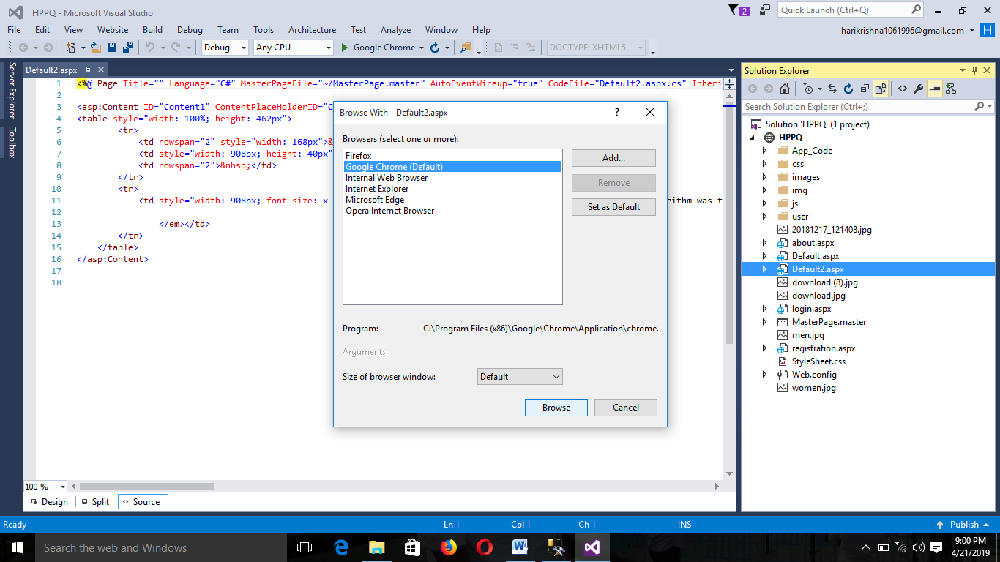 HPPQ - Microsoft Visual Studio
2
Quick Launch (Ctrl+Q)
File Edit View Website Build Debug Team Tools Architecture Test Analyze Window Help
harikrishna1061996@gmail.com H
Debug Any CPU Google Chrome DOCTYPE: XHTML5
Server Explorer
Toolbox
Default2.aspx
1 <%@ Page Title="" Language="C#" MasterPageFile="~/MasterPage.master" AutoEventWireup="true" CodeFile="Default2.aspx.cs" Inheri
2
3 <asp:Content ID="Content1" ContentPlaceHolderID="C
4 <table style="width: 100%; height: 462px">
5 <tr>
6 <td rowspan="2" style="width: 168px">&
7 <td style="width: 908px; height: 40px"
8 <td rowspan="2">&nbsp;</td>
9 </tr>
10 <tr>
11 <td style="width: 908px; font-size: x- rithm was t
12
13 </em></td>
14 </tr>
15 </table>
16 </asp:Content>
17
18
Browse With - Default2.aspx
?
Browsers (select one or more):
Firefox
Google Chrome (Default)
Internal Web Browser
Internet Explorer
Microsoft Edge
Opera Internet Browser
Add...
Remove
Set as Default
Program: C:\Program Files (x86)\Google\Chrome\Application\chrome.
Arguments:
Size of browser window: Default
Browse Cancel
100 %
Design Split Source
Solution Explorer
Search Solution Explorer (Ctrl+;)
Solution 'HPPQ' (1 project)
HPPQ
App_Code
css
images
img
js
user
20181217_121408.jpg
about.aspx
Default.aspx
Default2.aspx
download (8).jpg
download.jpg
login.aspx
MasterPage.master
men.jpg
registration.aspx
StyleSheet.css
Web.config
women.jpg
Ready Ln 1 Col 1 Ch 1 INS Publish
Search the web and Windows
9:00 PM
4/21/2019